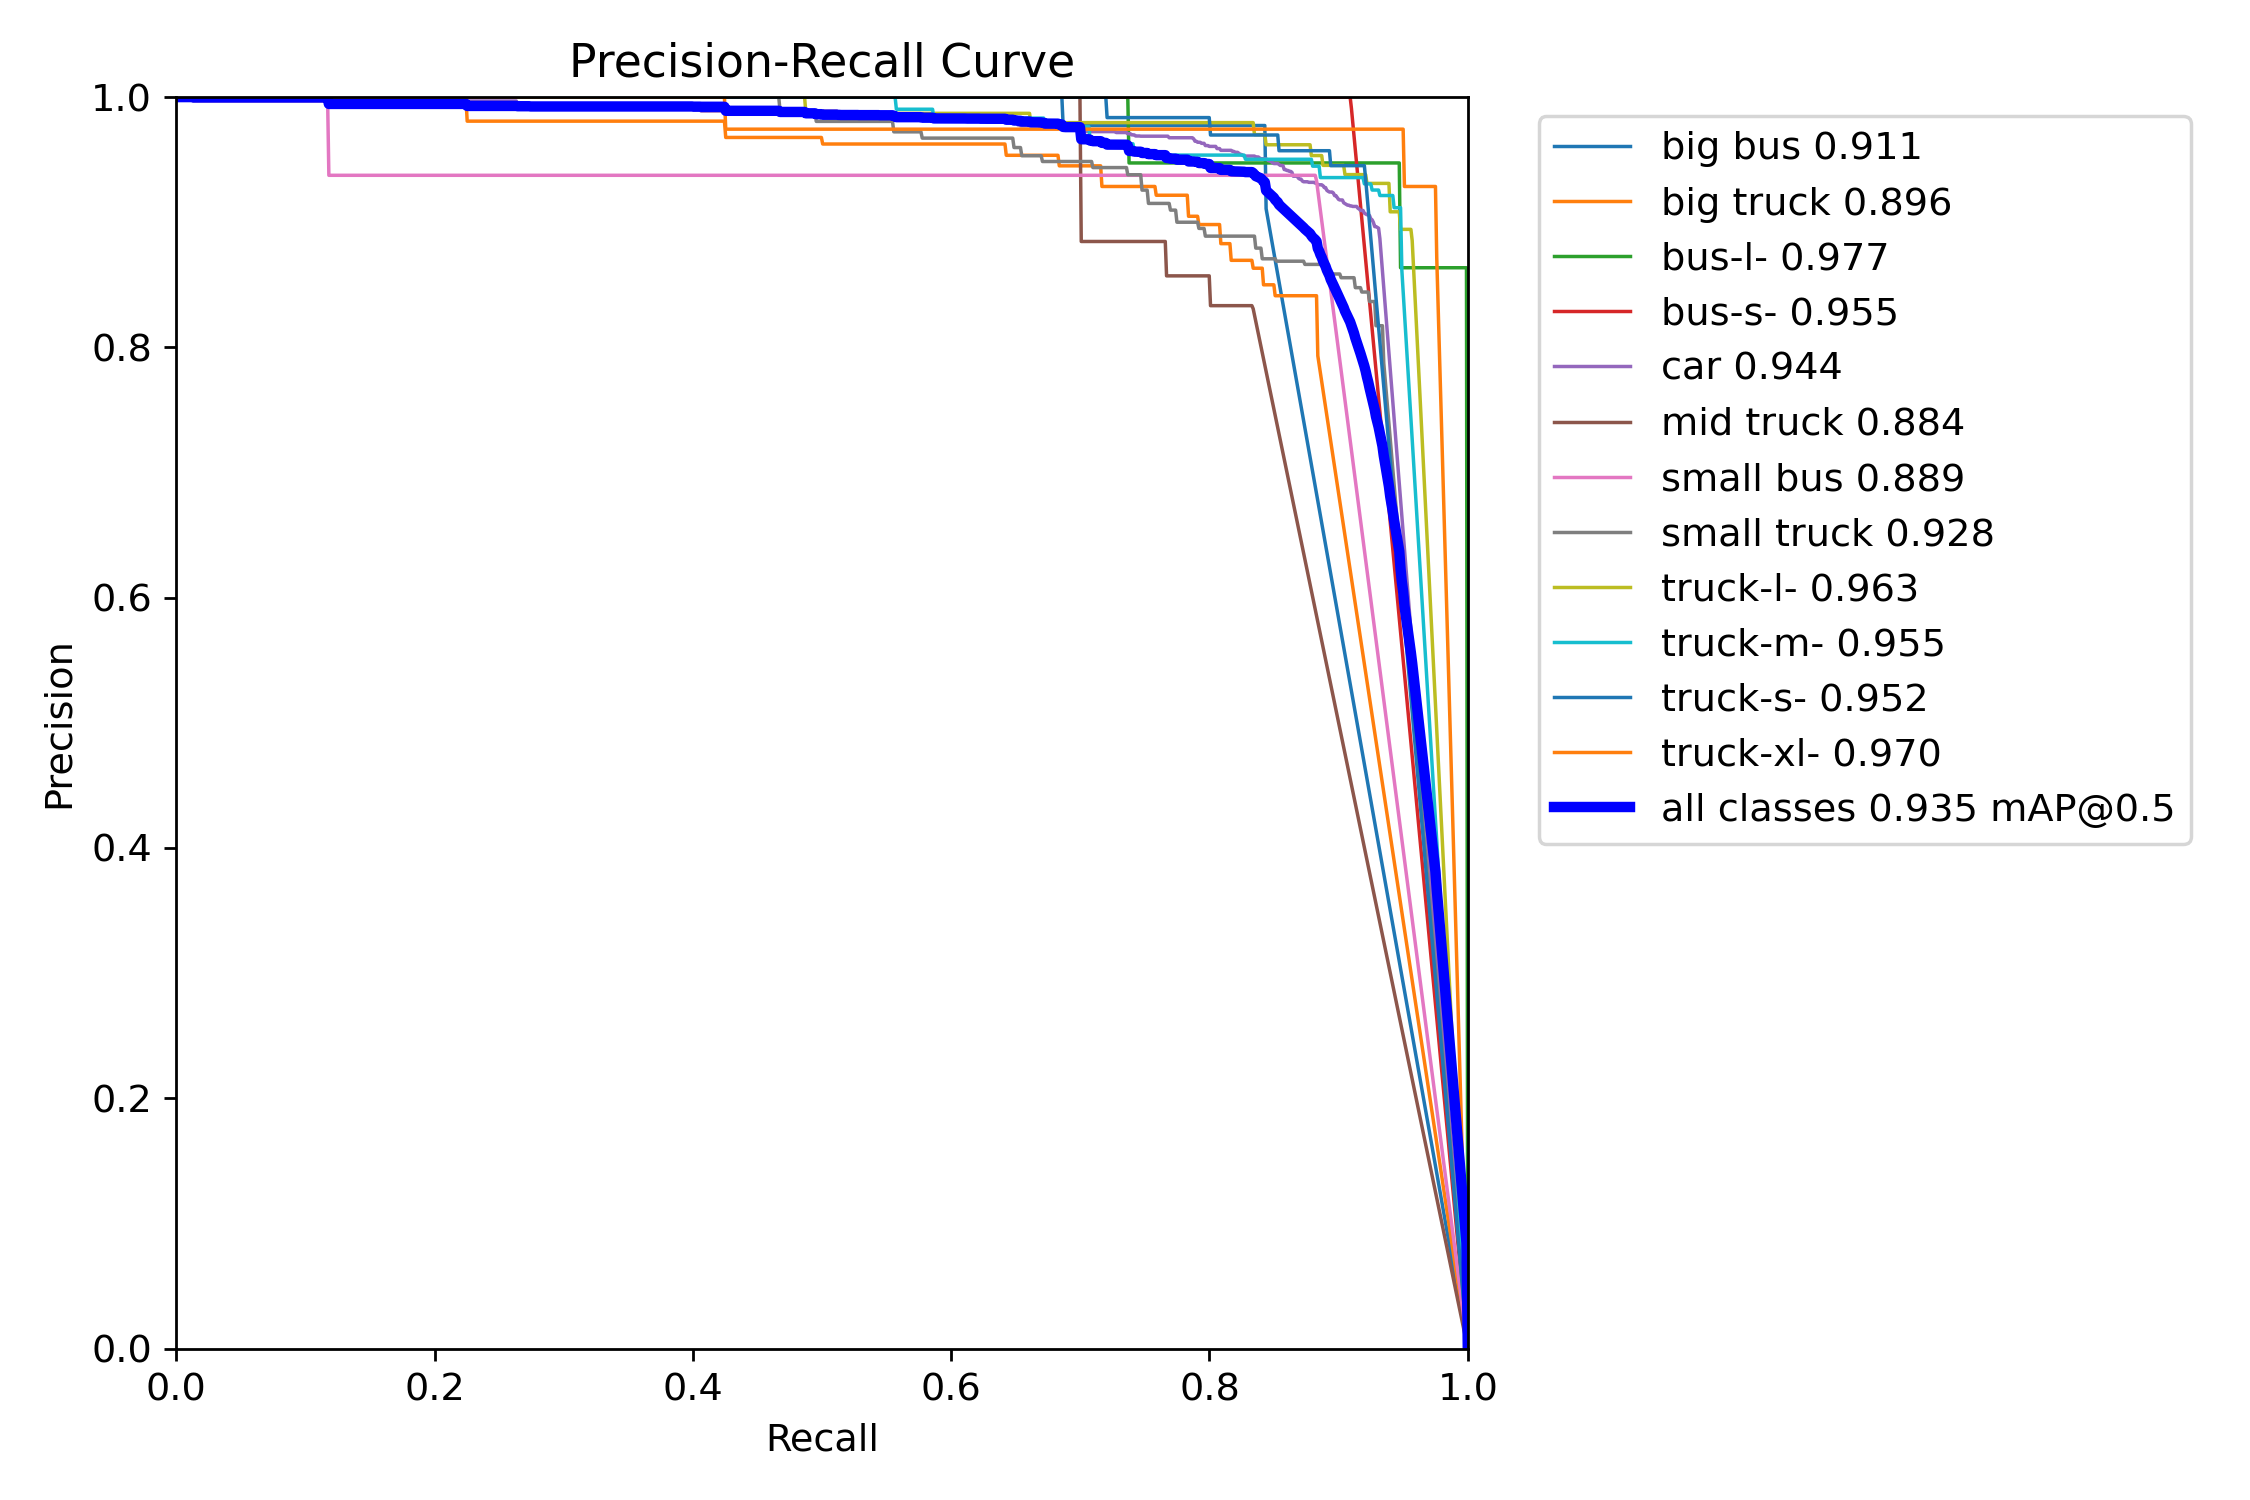 Precision-Recall Curve
1.0
0.8
0.6
0.4
0.2
0.0
Precision
0.0 0.2 0.4 0.6 0.8 1.0
Recall
big bus 0.911
big truck 0.896
bus-l- 0.977
bus-s- 0.955
car 0.944
mid truck 0.884
small bus 0.889
small truck 0.928
truck-l- 0.963
truck-m- 0.955
truck-s- 0.952
truck-xl- 0.970
all classes 0.935 mAP@0.5